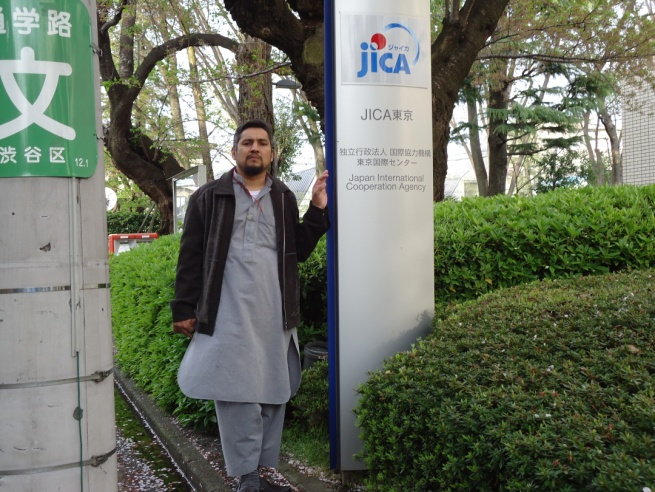 通学路
文
渋谷区
12.1
ジャイカ
jICA
JICA東京
独立行政法人 国際協力機構
東京国際センター
Japan International
Cooperation Agency